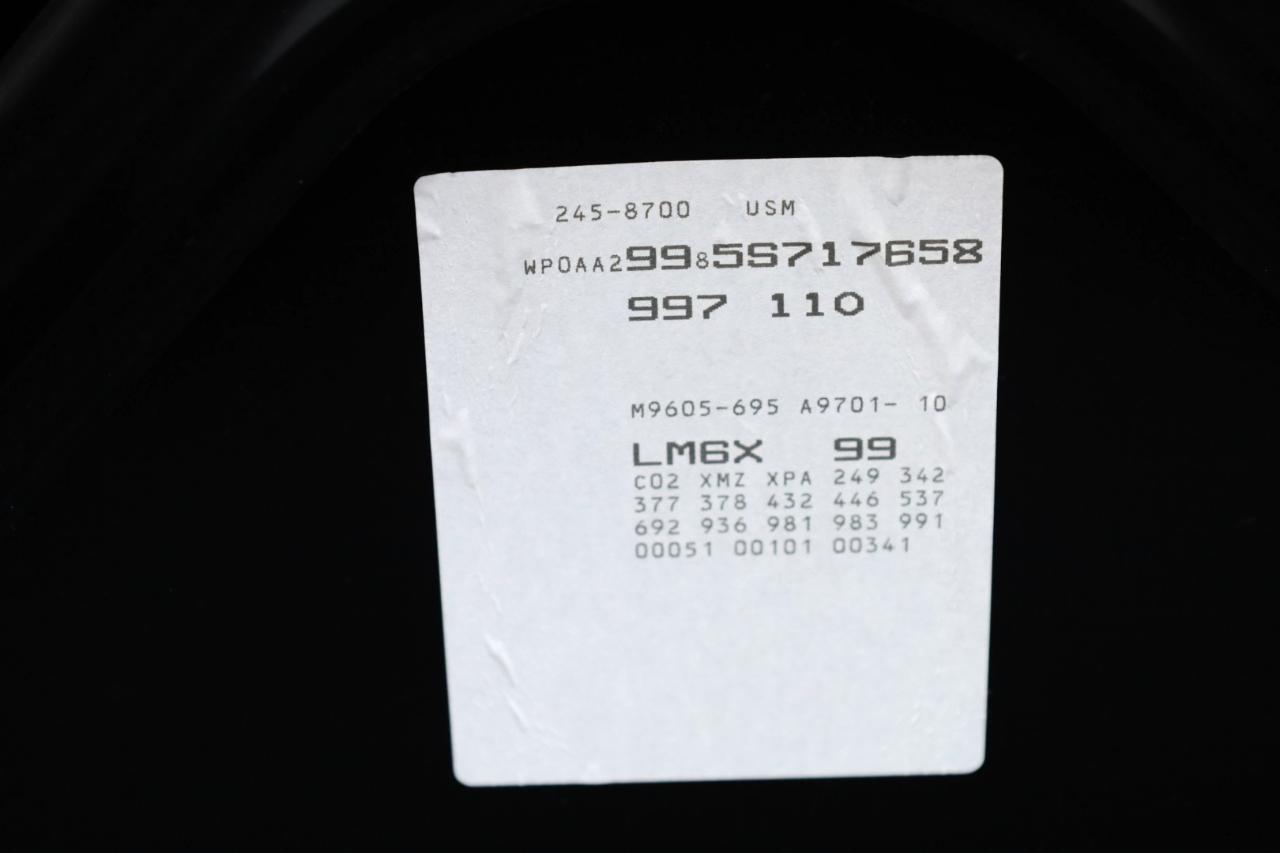 245-8700 USM
WP0AA29985S717658
997 110
M9605-695 A9701- 10
LM6X 99
C02 XMZ XPA 249 342
377 378 432 446 537
692 936 981 983 991
00051 00101 00341